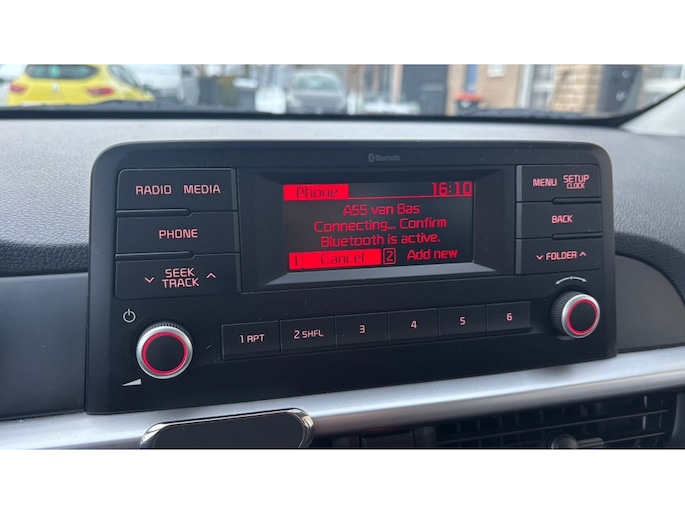 Bluetooth
RADIO MEDIA
Phone 16:10
MENU SETUP
CLOCK
A55 van Bas
PHONE
Connecting... Confirm
BACK
Bluetooth is active.
SEEK
TRACK
1 Cancel 2 Add new
FOLDER
1 RPT 2 SHFL 3 4 5 6